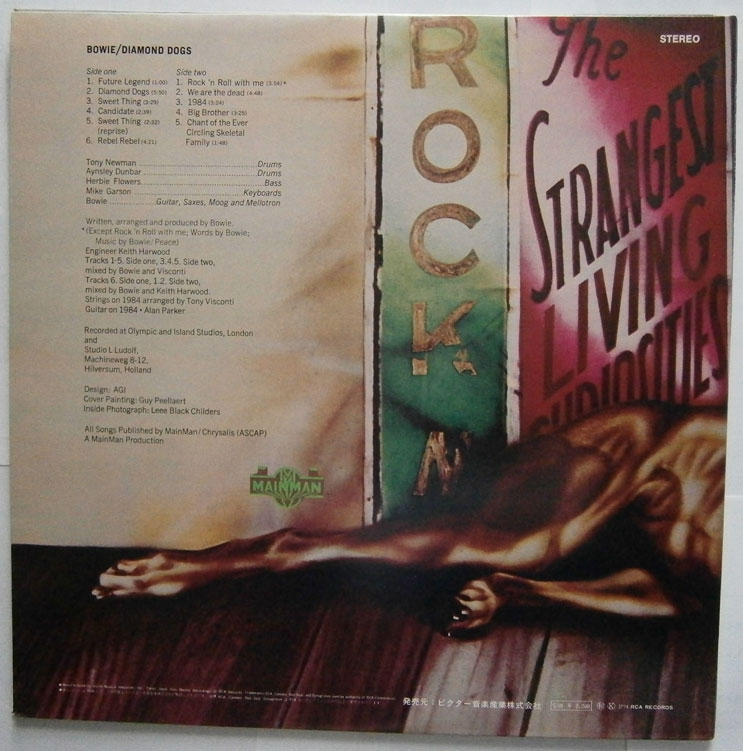 BOWIE/DIAMOND DOGS
STEREO
Side one
1. Future Legend (1:00)
2. Diamond Dogs (5:50)
3. Sweet Thing (3:29)
4. Candidate (2:39)
5. Sweet Thing (2:32)
(reprise)
6. Rebel Rebel (4:21)
Side two
1. Rock 'n Roll with me (3:54)*
2. We are the dead (4:48)
3. 1984 (3:24)
4. Big Brother (3:25)
5. Chant of the Ever
Circling Skeletal
Family (1:48)
Tony Newman Drums
Aynsley Dunbar Drums
Herbie Flowers Bass
Mike Garson Keyboards
Bowie Guitar, Saxes, Moog and Mellotron
Written, arranged and produced by Bowie.
*(Except Rock 'n Roll with me; Words by Bowie;
Music by Bowie/Peace)
Engineer Keith Harwood
Tracks 1-5. Side one, 3.4.5. Side two,
mixed by Bowie and Visconti
Tracks 6. Side one, 1.2. Side two,
mixed by Bowie and Keith Harwood.
Strings on 1984 arranged by Tony Visconti
Guitar on 1984 • Alan Parker
Recorded at Olympic and Island Studios, London
and
Studio L Ludolf,
Machineweg 8-12,
Hilversum, Holland
Design: AGI
Cover Painting: Guy Peellaert
Inside Photograph: Leee Black Childers
All Songs Published by MainMan/Chrysalis (ASCAP)
A MainMan Production
MAINMAN
ROCK N
The
STRANGEST
LIVING
CURIOSITIES
発売元:ビクター音楽産業株式会社
RCA RECORDS